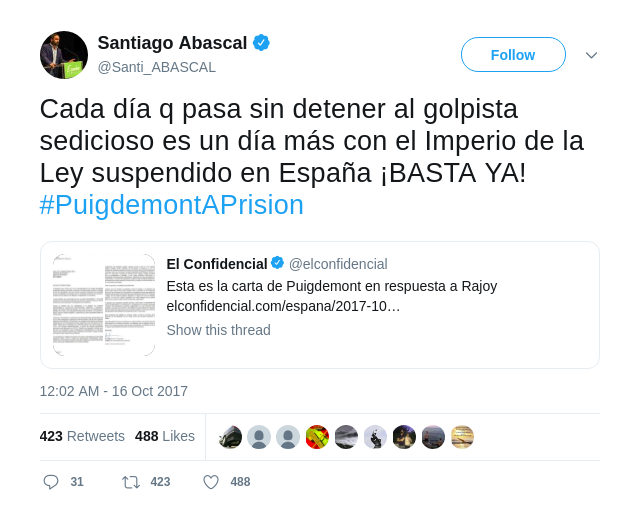 Santiago Abascal
@Santi_ABASCAL
Follow
Cada día q pasa sin detener al golpista
sedicioso es un día más con el Imperio de la
Ley suspendido en España ¡BASTA YA!
#PuigdemontAPrision
El Confidencial @elconfidencial
Esta es la carta de Puigdemont en respuesta a Rajoy
elconfidencial.com/espana/2017-10…
Show this thread
12:02 AM - 16 Oct 2017
423 Retweets 488 Likes
31 423 488